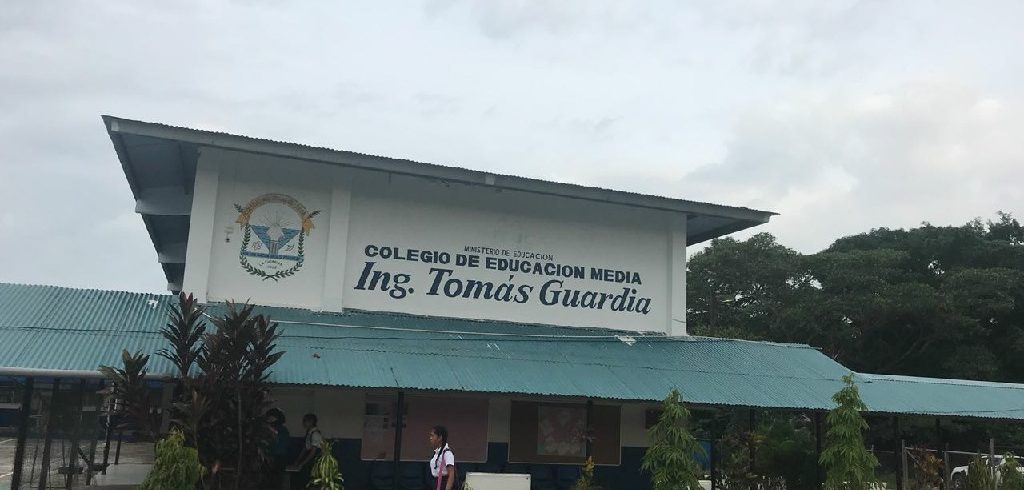 MINISTERIO DE EDUCACION
COLEGIO DE EDUCACION MEDIA
Ing. Tomás Guardia